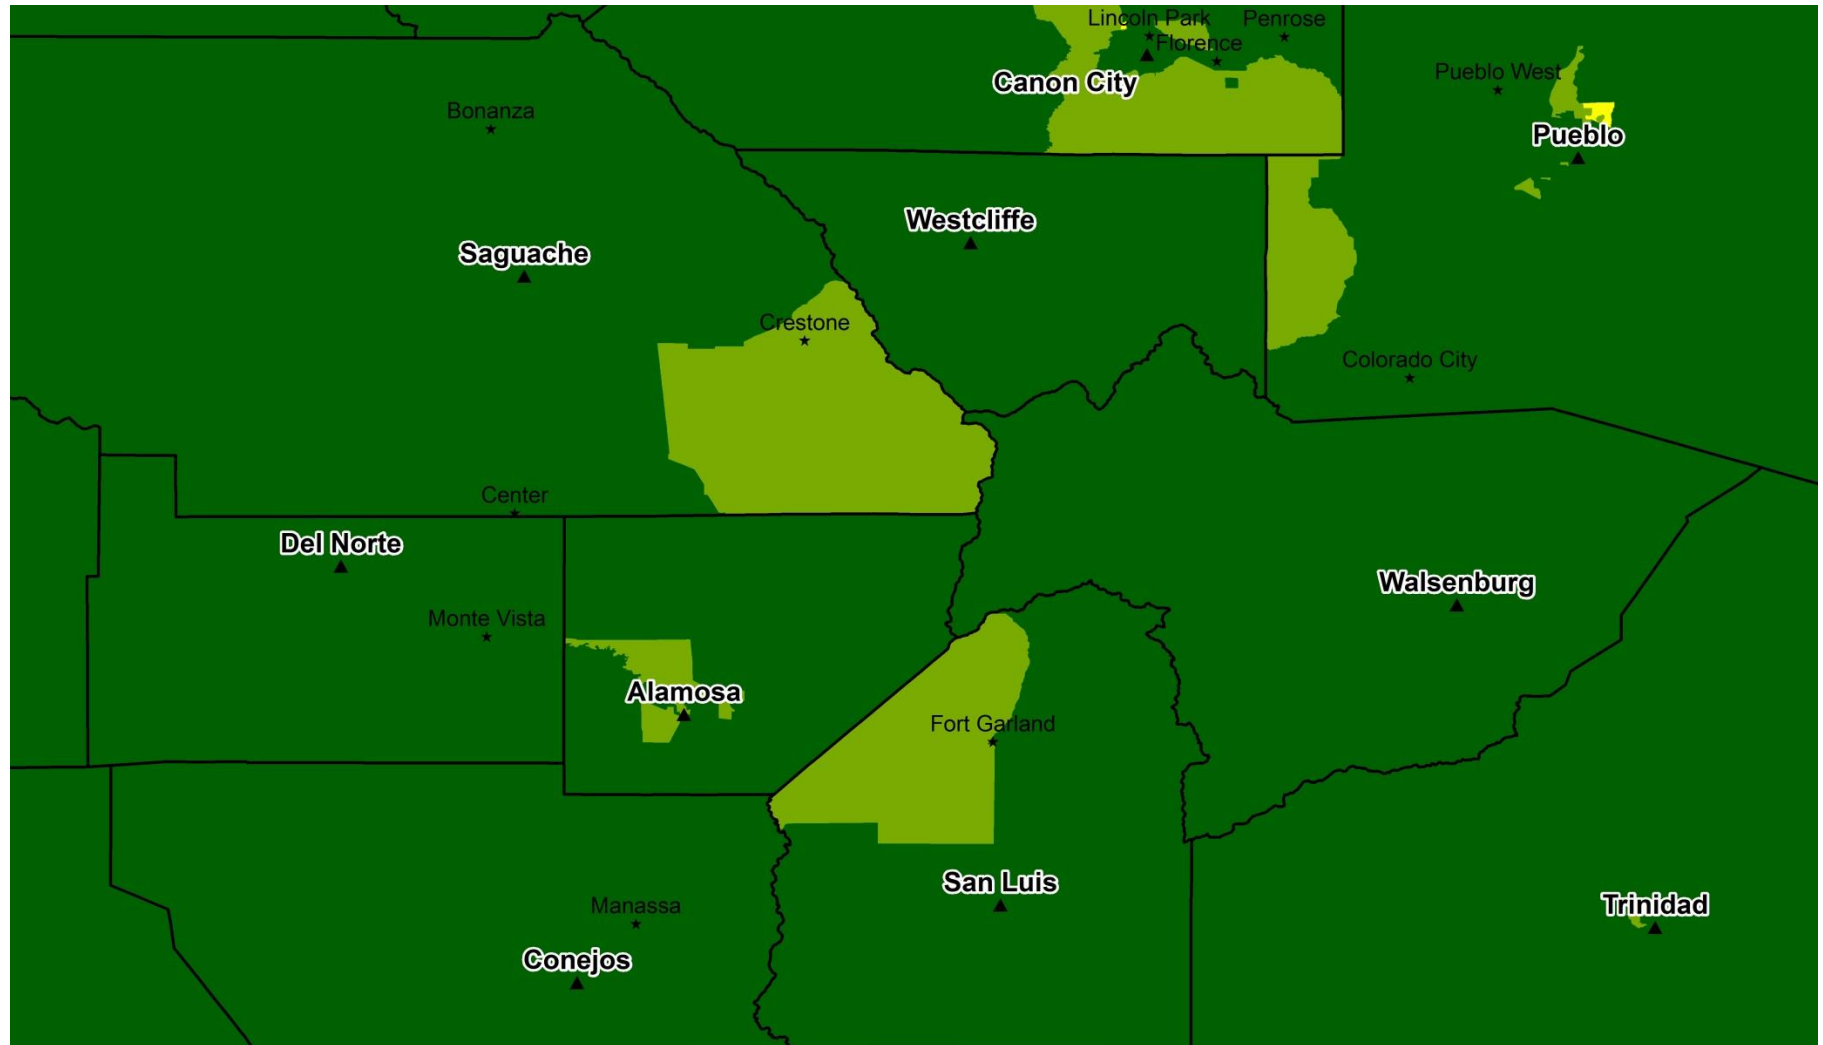 Lincoln Park
Penrose
Florence
Pueblo West
Canon City
Bonanza
Pueblo
Westcliffe
Saguache
Crestone
Colorado City
Center
Del Norte
Walsenburg
Monte Vista
Alamosa
Fort Garland
San Luis
Manassa
Trinidad
Conejos